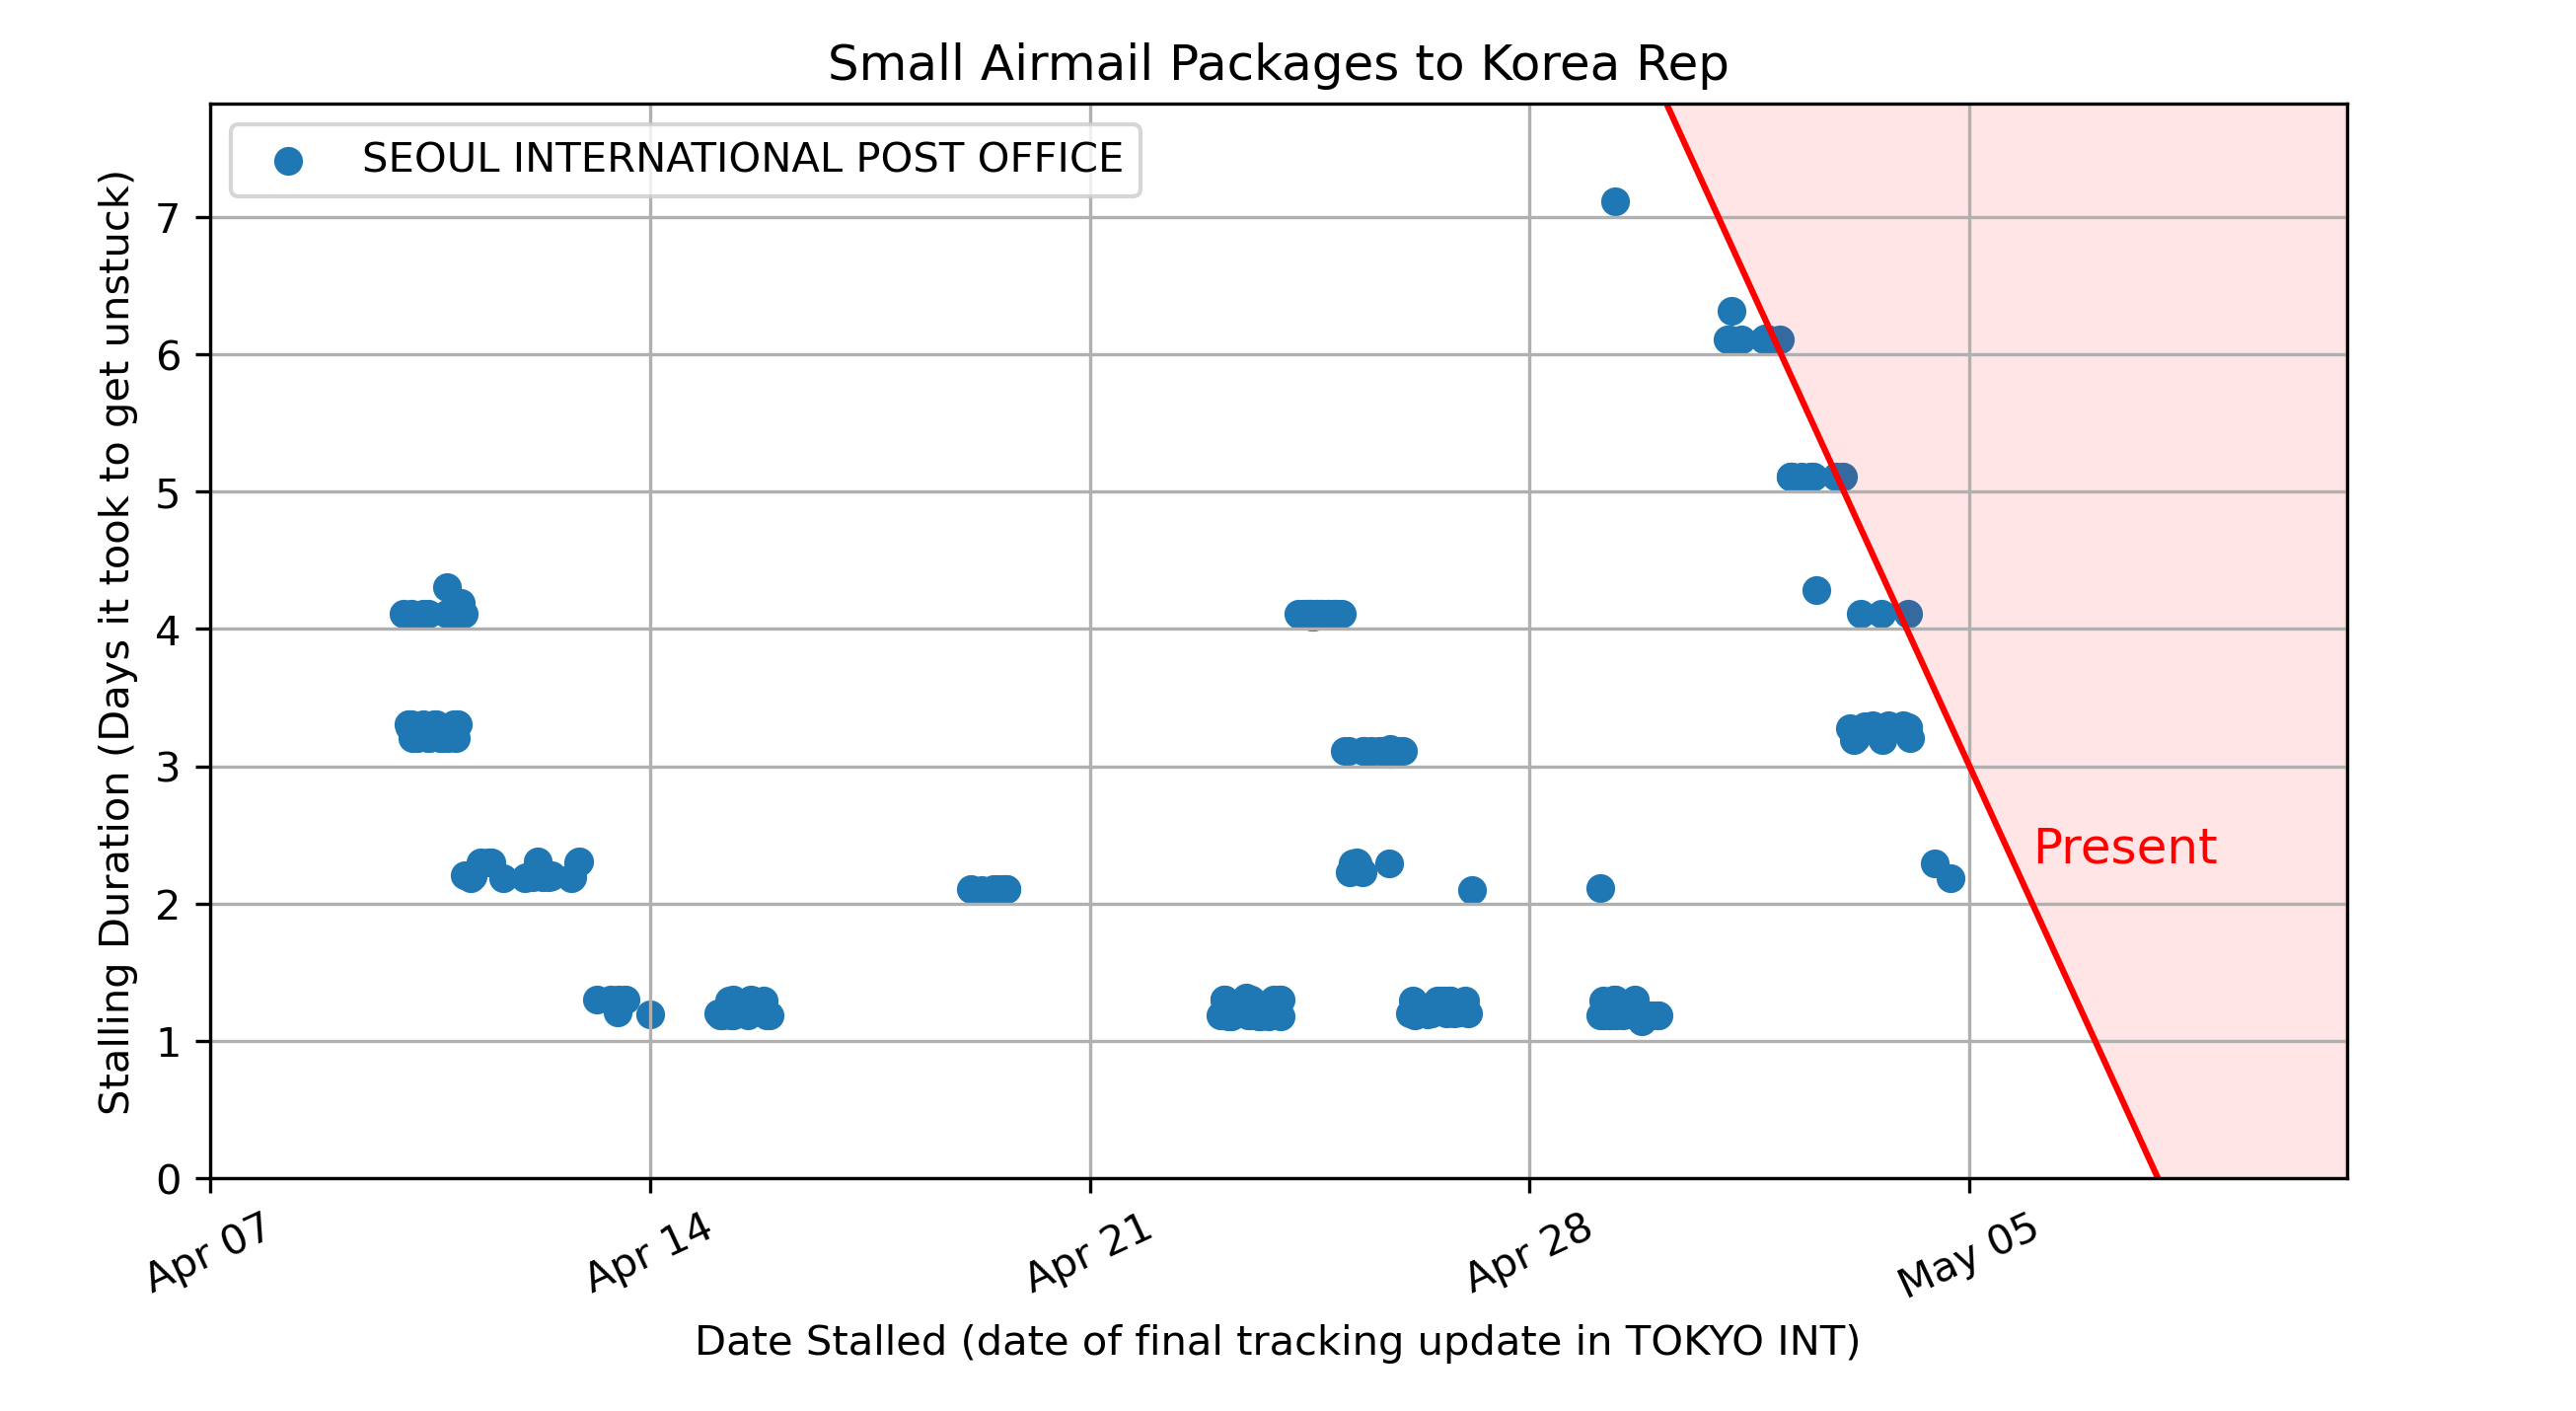 Small Airmail Packages to Korea Rep
SEOUL INTERNATIONAL POST OFFICE
Stalling Duration (Days it took to get unstuck)
7
6
5
4
3
2
1
0
Present
Apr 07
Apr 14
Apr 21
Apr 28
May 05
Date Stalled (date of final tracking update in TOKYO INT)